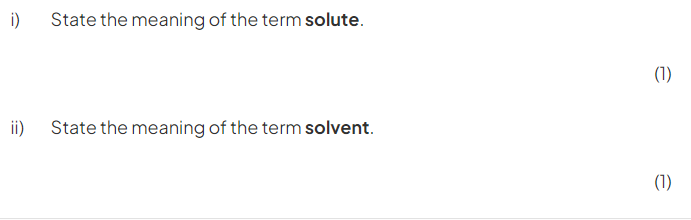 i) State the meaning of the term solute.
(1)
ii) State the meaning of the term solvent.
(1)